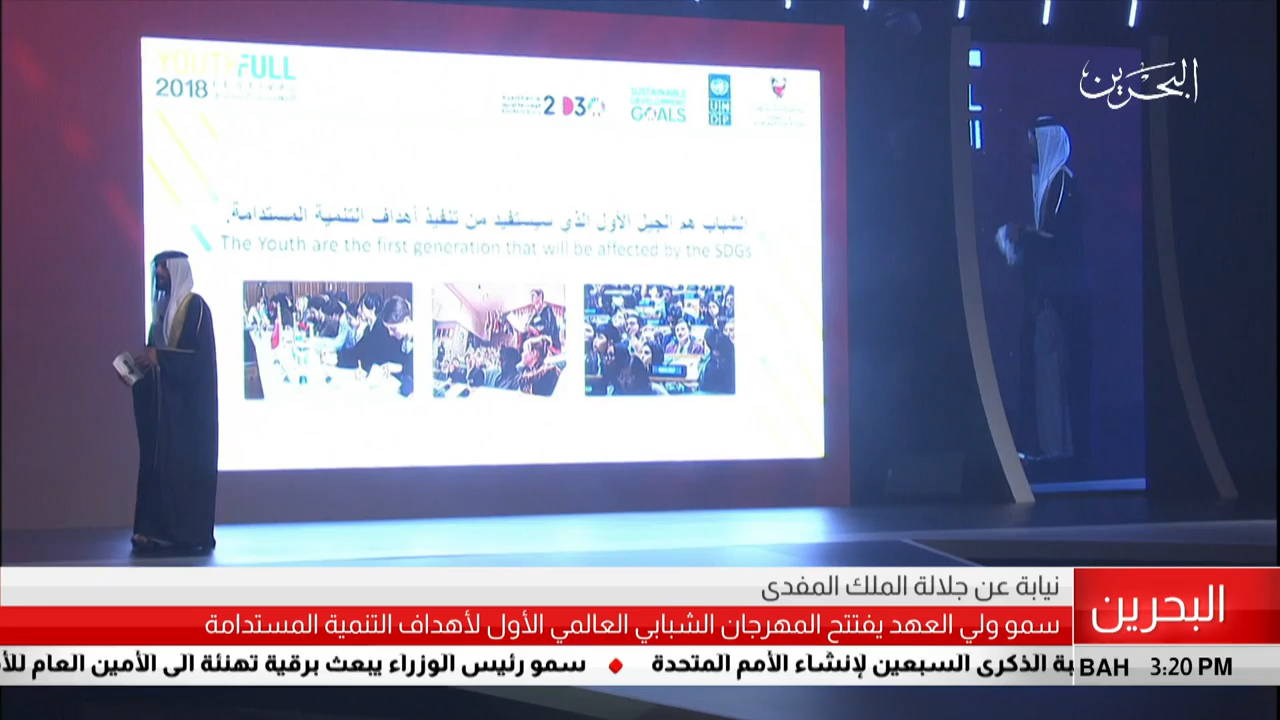 YOUTHFULL
2018 FESTIVAL
2030
SUSTAINABLE
DEVELOPMENT
GOALS
UN
DP
البحرين
الشباب هم الجيل الأول الذي سيستفيد من تنفيذ أهداف التنمية المستدامة.
The Youth are the first generation that will be affected by the SDGs
نيابة عن جلالة الملك المفدى
البحرين
سمو ولي العهد يفتتح المهرجان الشبابي العالمي الأول لأهداف التنمية المستدامة
BAH 3:20 PM
بة الذكرى السبعين لإنشاء الأمم المتحدة ♦ سمو رئيس الوزراء يبعث برقية تهنئة الى الأمين العام للأ